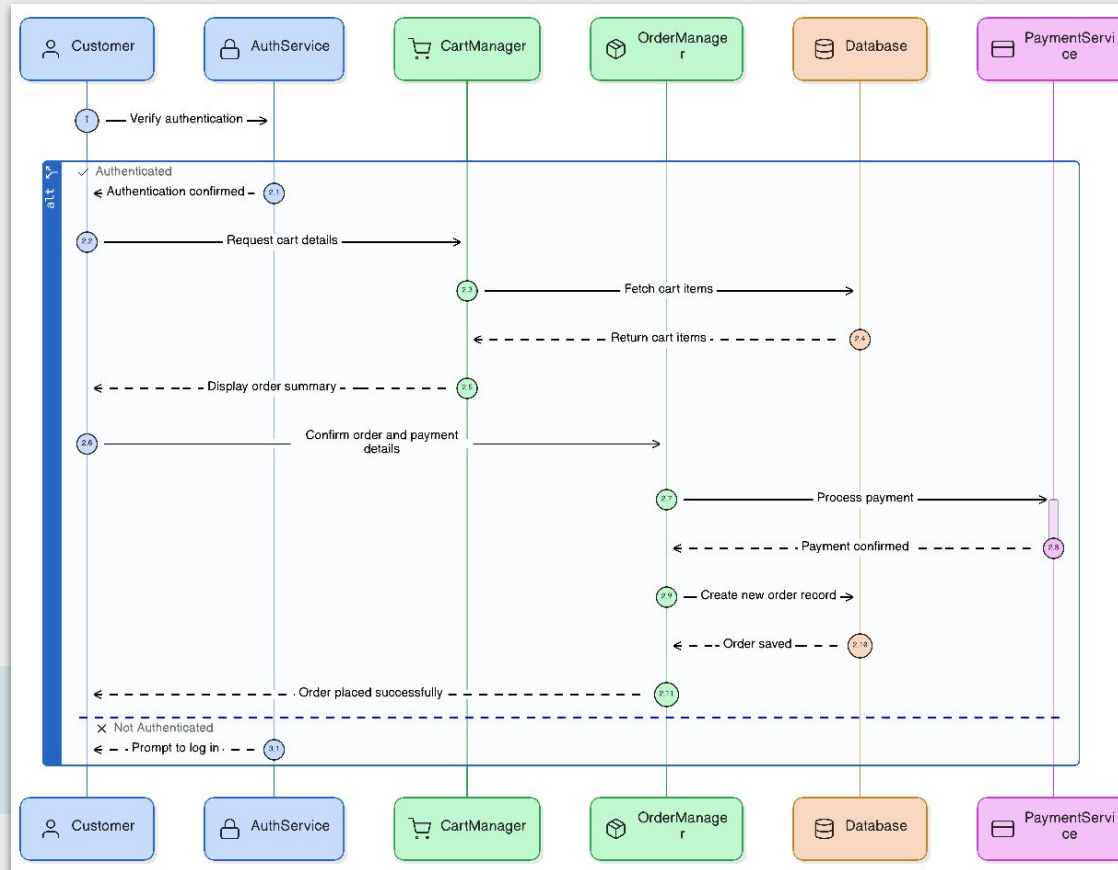 Customer
AuthService
CartManager
OrderManage
r
Database
PaymentServi
ce
1
Verify authentication
alt
Authenticated
Authentication confirmed
2.1
2.2
Request cart details
2.3
Fetch cart items
Return cart items
2.4
Display order summary
2.5
2.6
Confirm order and payment
details
2.7
Process payment
Payment confirmed
2.8
2.9
Create new order record
Order saved
2.10
Order placed successfully
2.11
Not Authenticated
Prompt to log in
3.1
Customer
AuthService
CartManager
OrderManage
r
Database
PaymentServi
ce